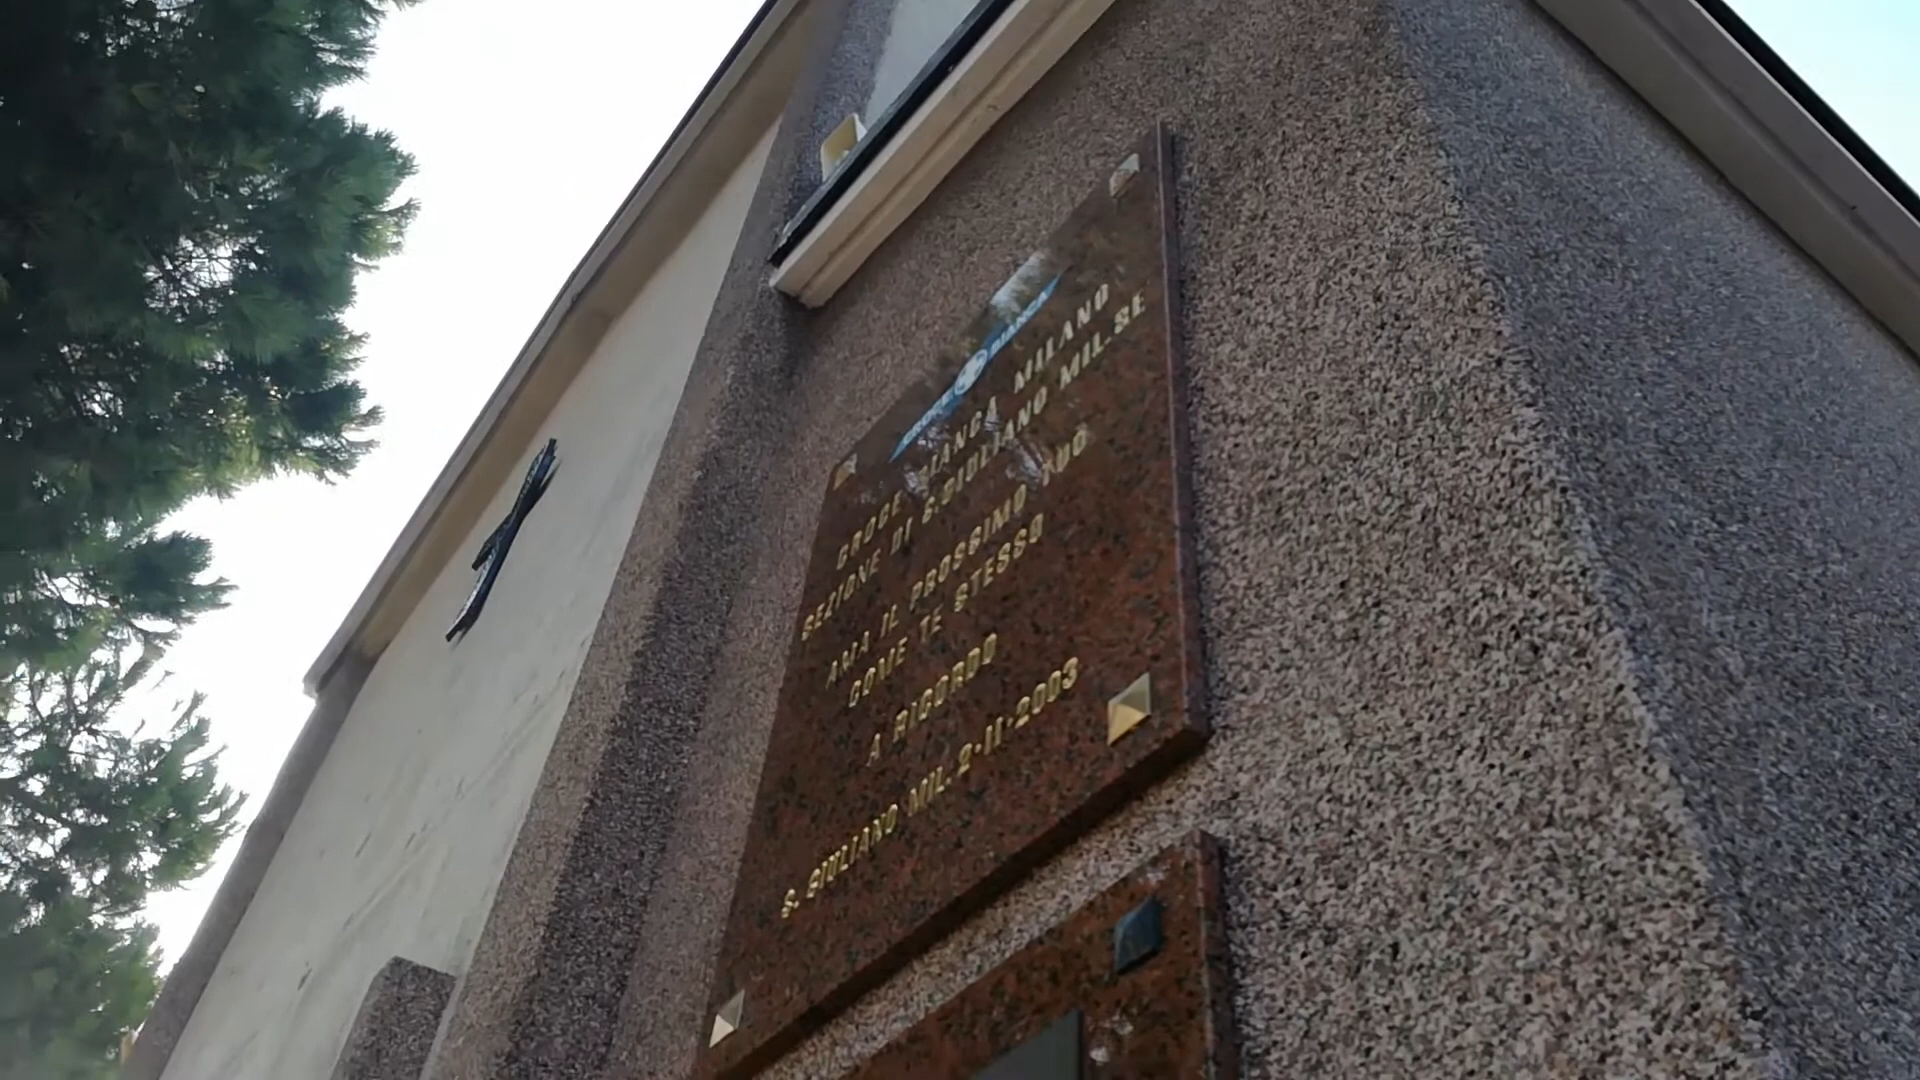 CROCE BIANCA
CROCE BIANCA MILANO
SEZIONE DI S.GIULIANO MIL.SE
AMA IL PROSSIMO TUO
COME TE STESSO
A RICORDO
S. GIULIANO MIL. 2·11·2003